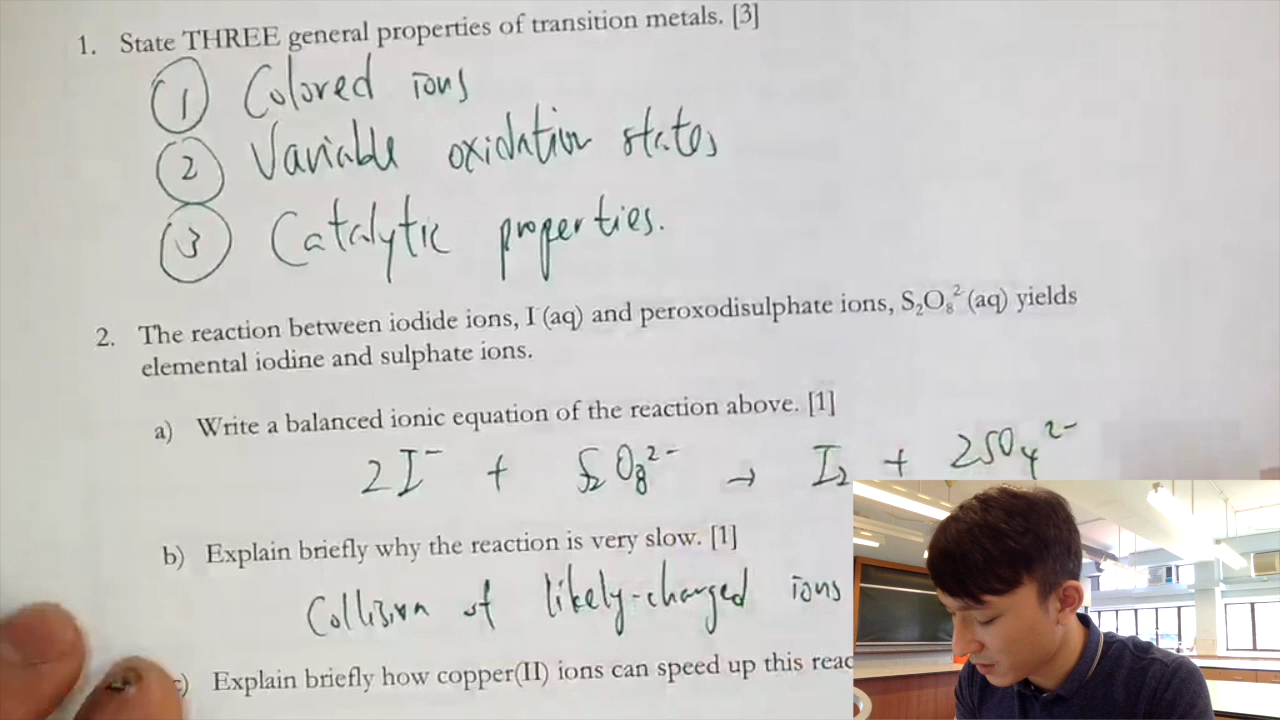 1. State THREE general properties of transition metals. [3]
① Colored ions
② Variable oxidation states
③ Catalytic properties.
2. The reaction between iodide ions, I (aq) and peroxodisulphate ions, S₂O₈²⁻ (aq) yields
elemental iodine and sulphate ions.
a) Write a balanced ionic equation of the reaction above. [1]
2I⁻ + S₂O₈²⁻ → I₂ + 2SO₄²⁻
b) Explain briefly why the reaction is very slow. [1]
Collision of likely-charged ions
c) Explain briefly how copper(II) ions can speed up this reac